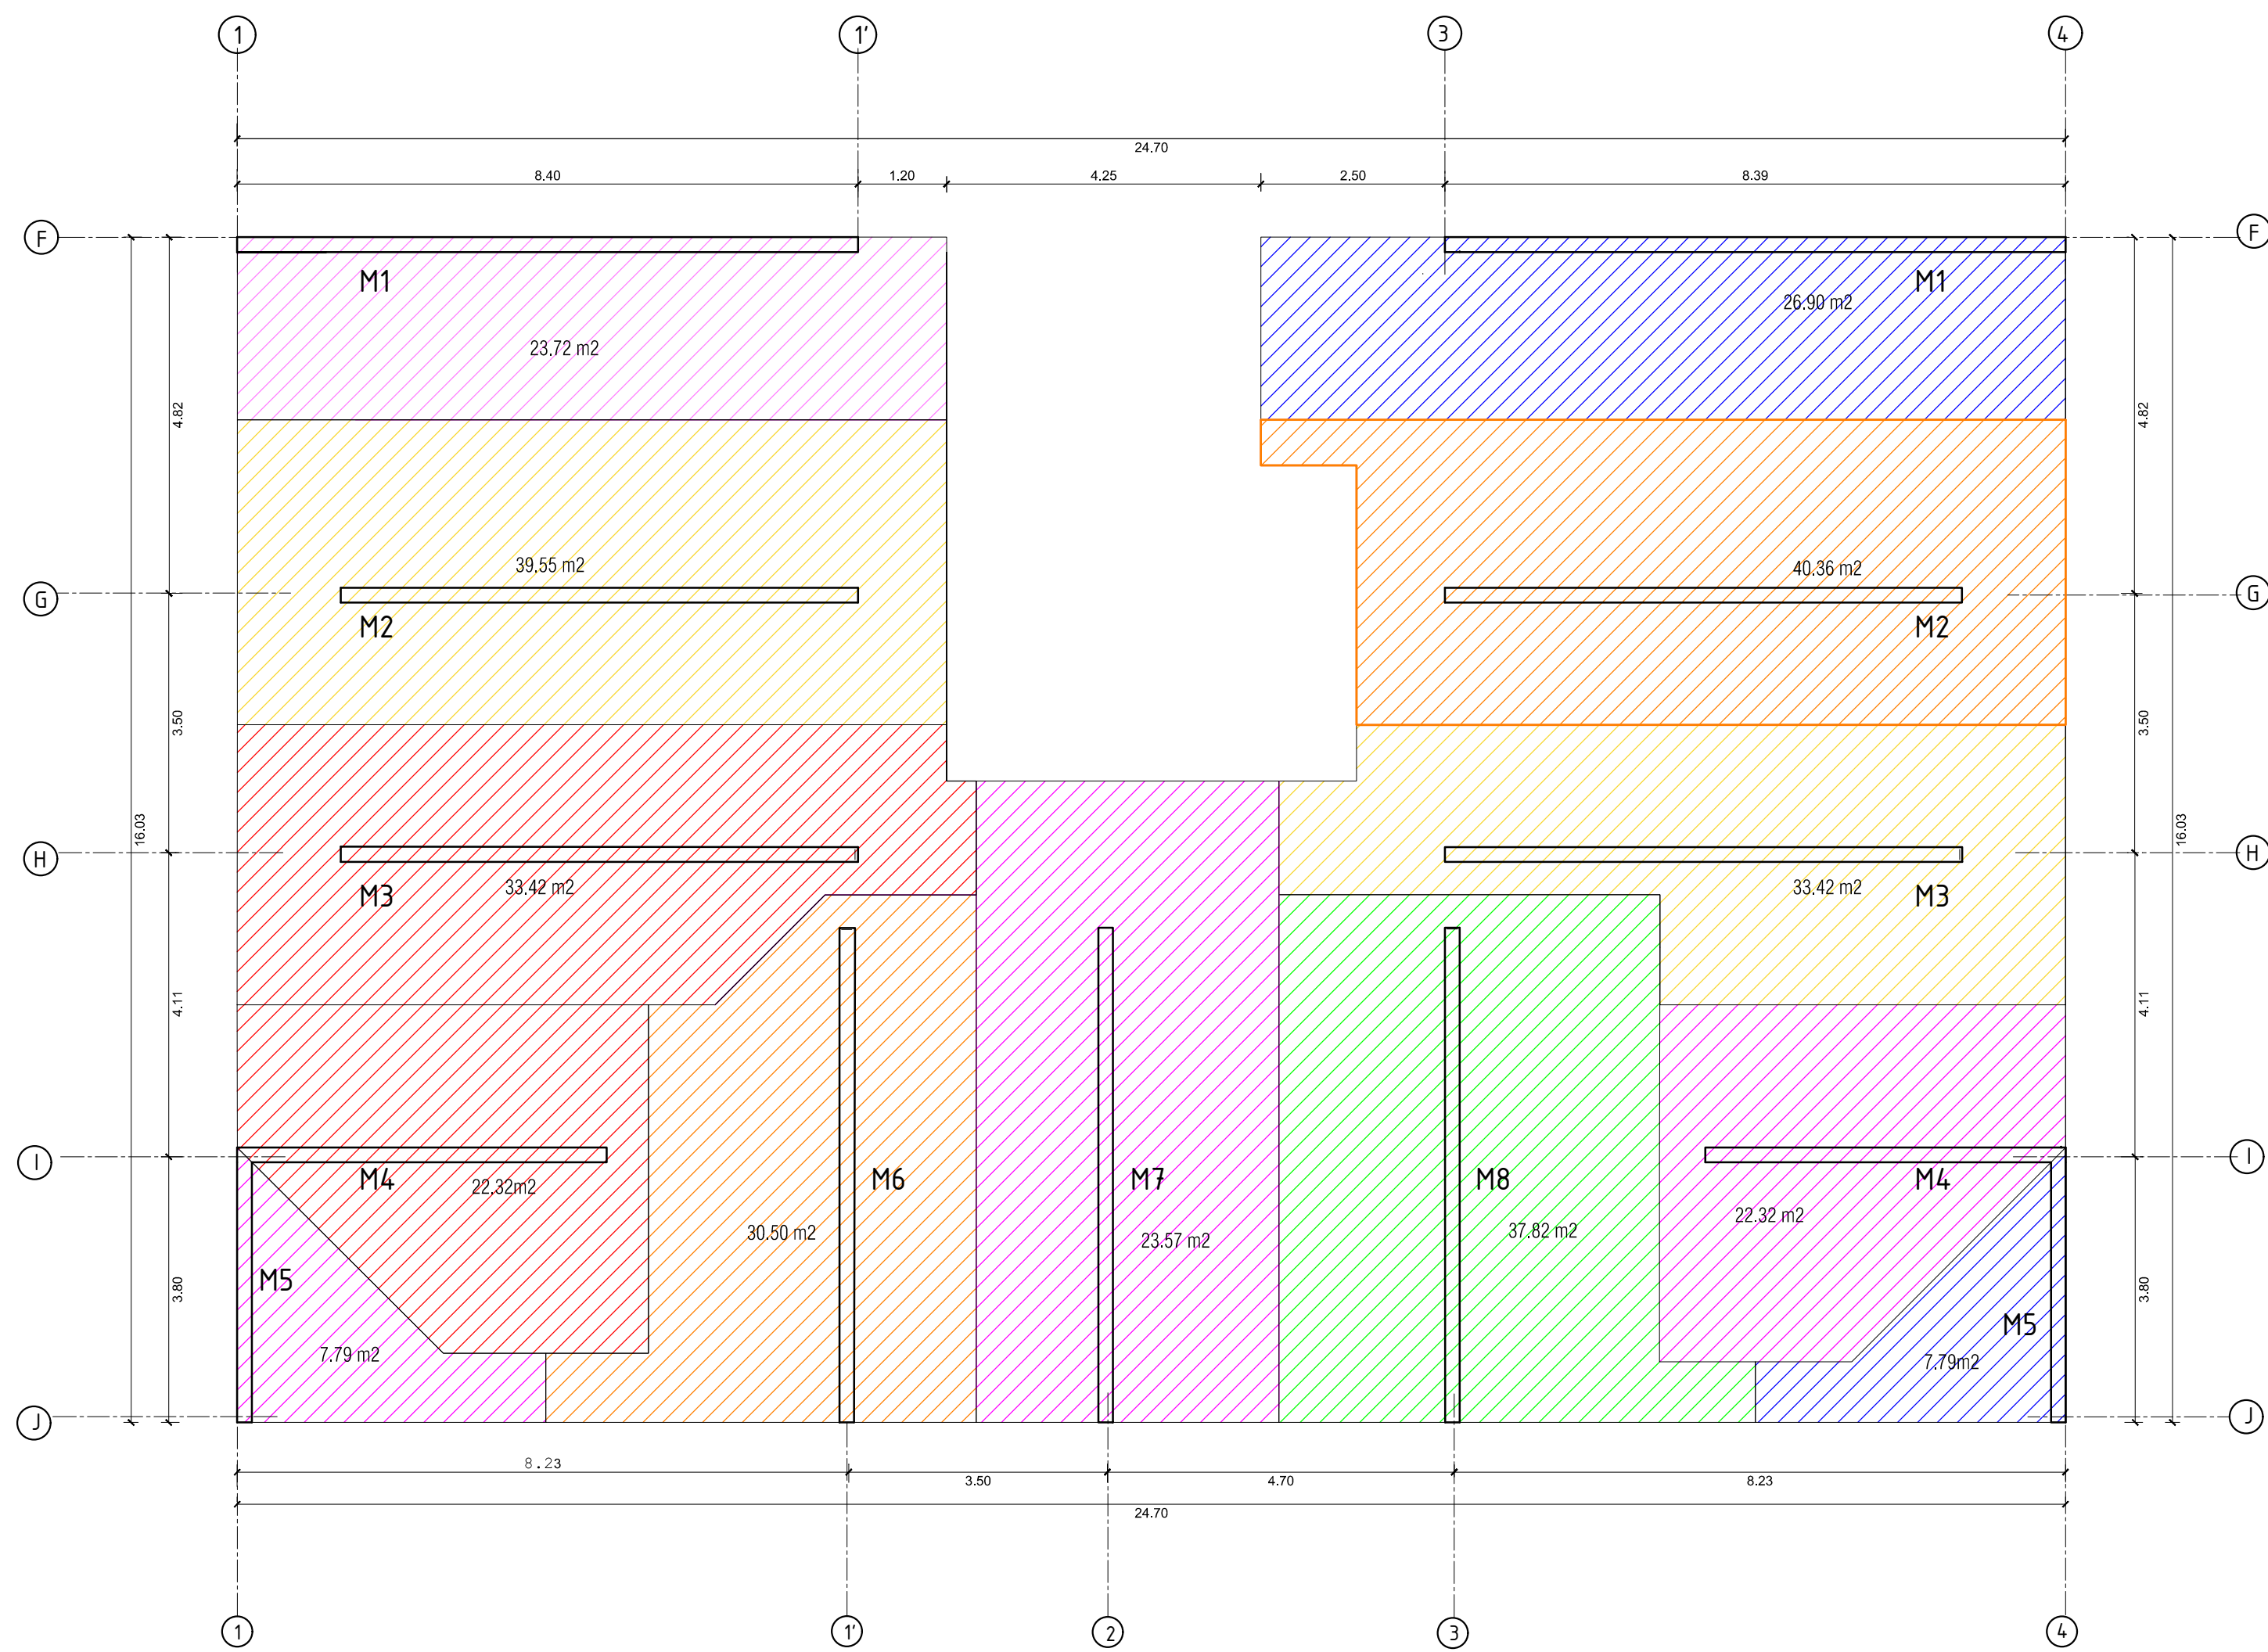 1 1' 3 4
24.70
8.40 1.20 4.25 2.50 8.39
F F
M1 M1
26.90 m2
23.72 m2
4.82 4.82
39.55 m2 40.36 m2
G G
M2 M2
3.50 3.50
16.03 16.03
H H
33.42 m2 33.42 m2
M3 M3
4.11 4.11
I I
M4 M6 M7 M8 M4
22.32m2 22.32 m2
30.50 m2 23.57 m2 37.82 m2
M5 3.80 3.80
M5
7.79 m2 7.79m2
J J
8.23 3.50 4.70 8.23
24.70
1 1' 2 3 4